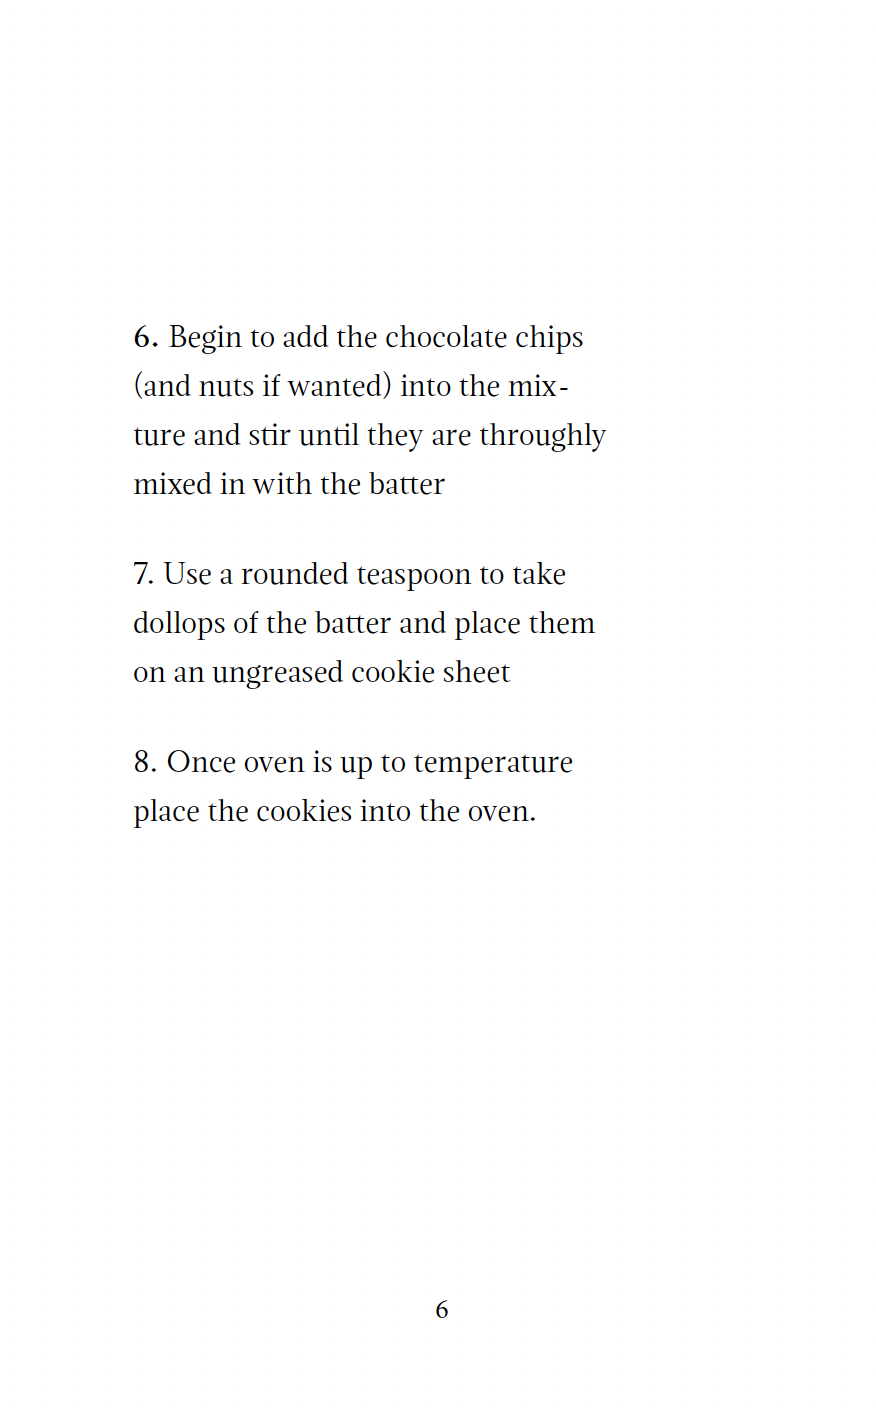 6. Begin to add the chocolate chips
(and nuts if wanted) into the mix-
ture and stir until they are throughly
mixed in with the batter
7. Use a rounded teaspoon to take
dollops of the batter and place them
on an ungreased cookie sheet
8. Once oven is up to temperature
place the cookies into the oven.
6